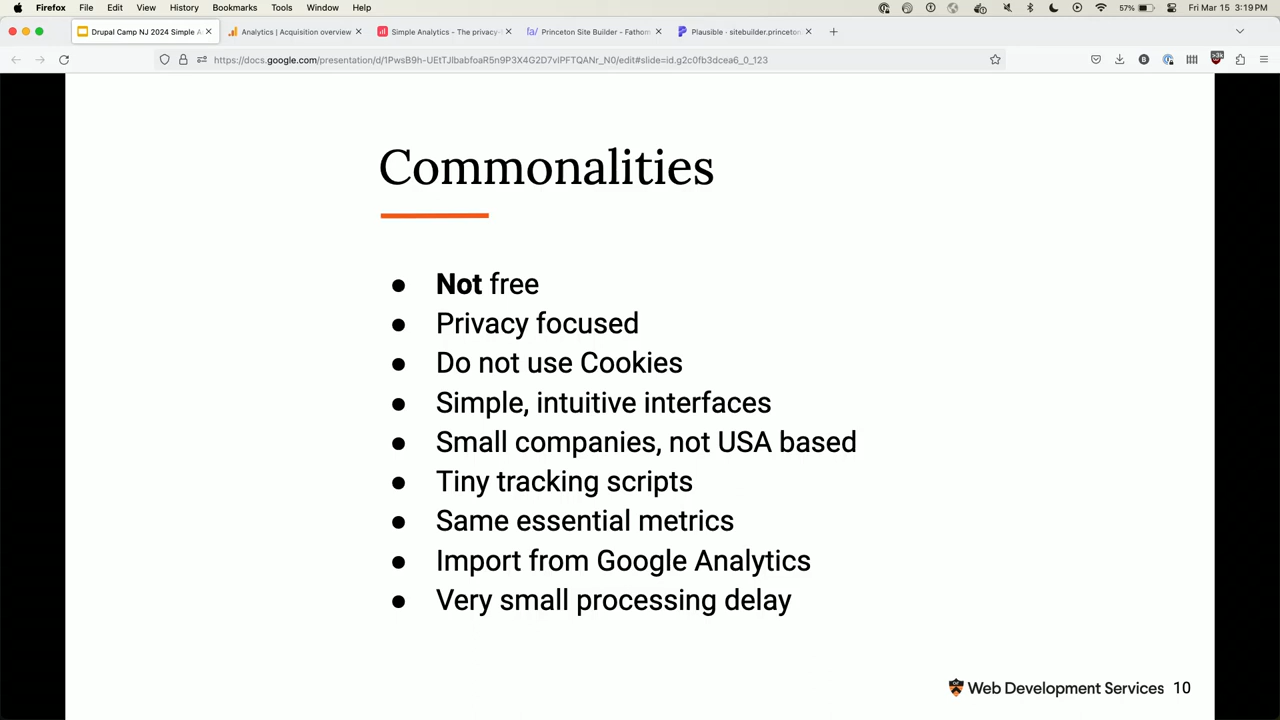 Firefox File Edit View History Bookmarks Tools Window Help 57% Fri Mar 15 3:19 PM
Drupal Camp NJ 2024 Simple A Analytics | Acquisition overview Simple Analytics - The privacy- Princeton Site Builder - Fathom Plausible · sitebuilder.princeton.
https://docs.google.com/presentation/d/1PwsB9h-UEtTJIbabfoaR5n9P3X4G2D7vlPFTQANr_N0/edit#slide=id.g2c0fb3dcea6_0_123
Commonalities
● Not free
● Privacy focused
● Do not use Cookies
● Simple, intuitive interfaces
● Small companies, not USA based
● Tiny tracking scripts
● Same essential metrics
● Import from Google Analytics
● Very small processing delay
Web Development Services 10